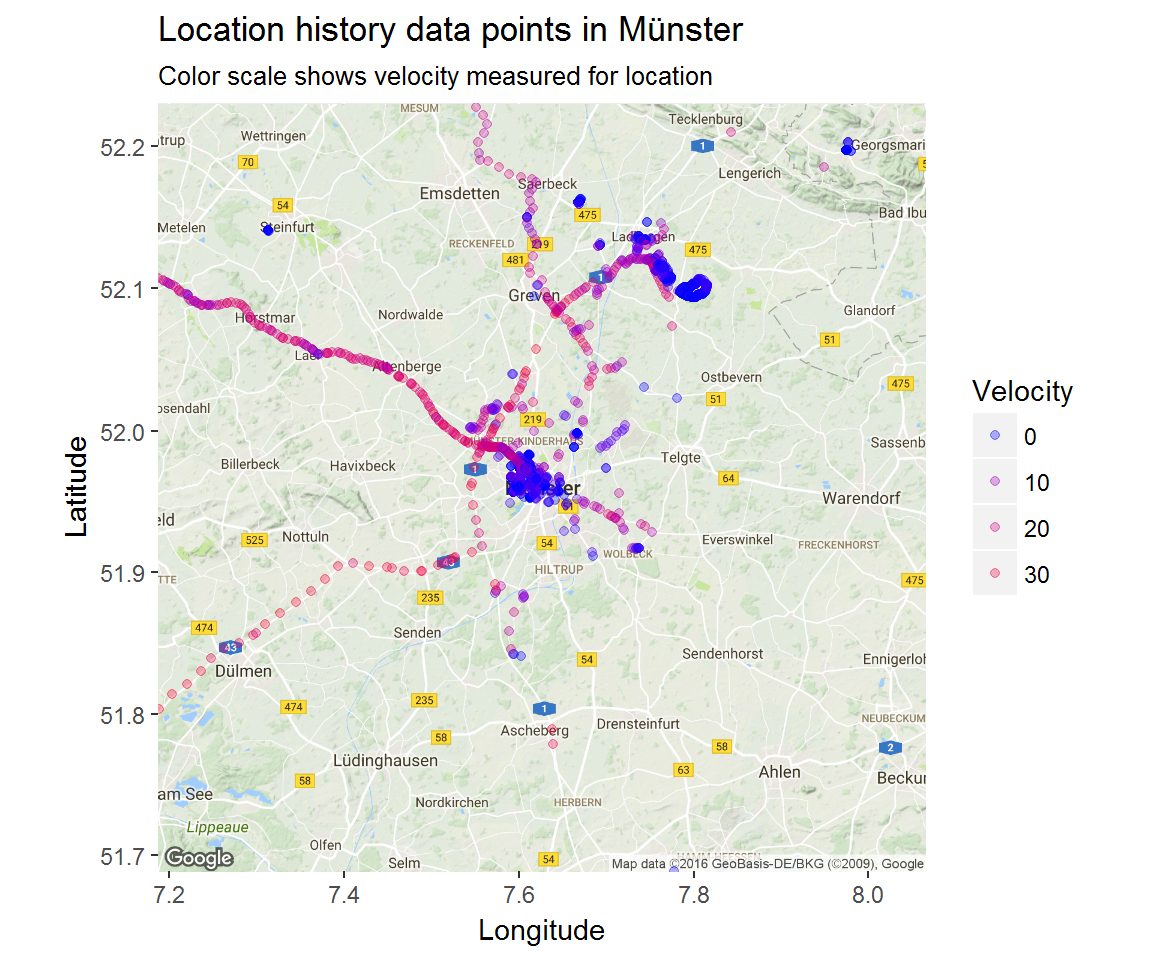 Location history data points in Münster
Color scale shows velocity measured for location
MESUM
Tecklenburg
trup
Wettringen
1
Georgsmari
52.2
70
5
Lengerich
Emsdetten
Saerbeck
54
475
Bad Ibu
Metelen
Steinfurt
RECKENFELD
219
475
481
1
52.1
Greven
Glandorf
Horstmar
Nordwalde
51
Altenberge
Ostbevern
475
51
osendahl
219
52.0
Sassenb
Billerbeck
Havixbeck
1
Telgte
64
Warendorf
eld
51
525
Nottuln
54
Everswinkel
FRECKENHORST
WOLBECK
51.9
TTE
43
HILTRUP
475
235
474
Senden
43
Sendenhorst
54
Ennigerloh
Dülmen
474
235
1
51.8
NEUBECKUM
Ascheberg
Drensteinfurt
58
58
2
Lüdinghausen
63
Ahlen
58
Beckur
am See
Nordkirchen
HERBERN
Lippeaue
Olfen
51.7
Google
Selm
54
Map data ©2016 GeoBasis-DE/BKG (©2009), Google
7.2
7.4
7.6
7.8
8.0
Longitude
Latitude
Velocity
0
10
20
30